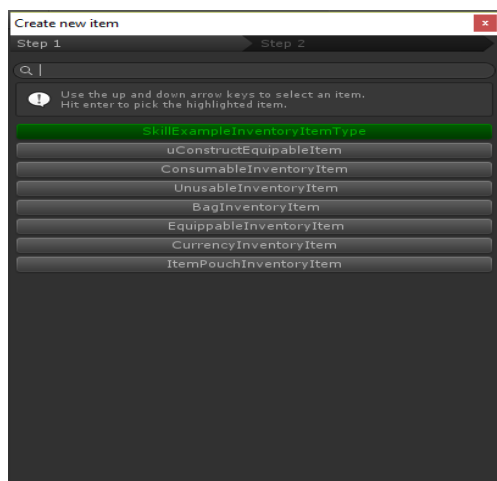 Create new item
Step 1
Step 2
Use the up and down arrow keys to select an item.
Hit enter to pick the highlighted item.
SkillExampleInventoryItemType
uConstructEquipableItem
ConsumableInventoryItem
UnusableInventoryItem
BagInventoryItem
EquippableInventoryItem
CurrencyInventoryItem
ItemPouchInventoryItem